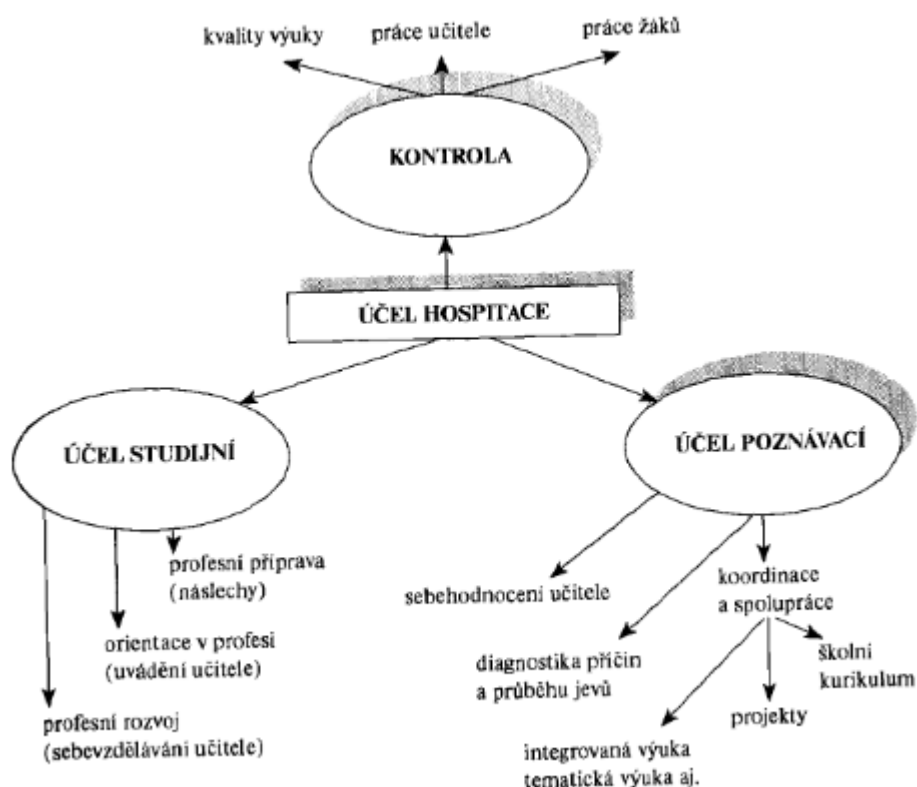 kvality výuky
práce učitele
práce žáků
KONTROLA
ÚČEL HOSPITACE
ÚČEL STUDIJNÍ
ÚČEL POZNÁVACÍ
profesní příprava
(náslechy)
orientace v profesi
(uvádění učitele)
profesní rozvoj
(sebevzdělávání učitele)
sebehodnocení učitele
diagnostika příčin
a průběhu jevů
koordinace
a spolupráce
školní
kurikulum
projekty
integrovaná výuka
tematická výuka aj.